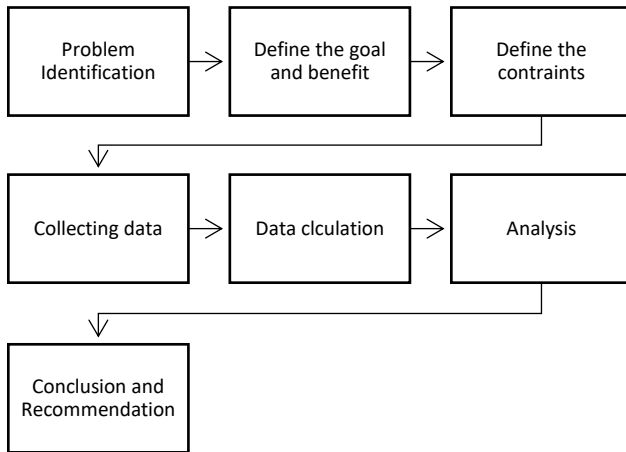 Problem
Identification
Define the goal
and benefit
Define the
contraints
Collecting data
Data clculation
Analysis
Conclusion and
Recommendation